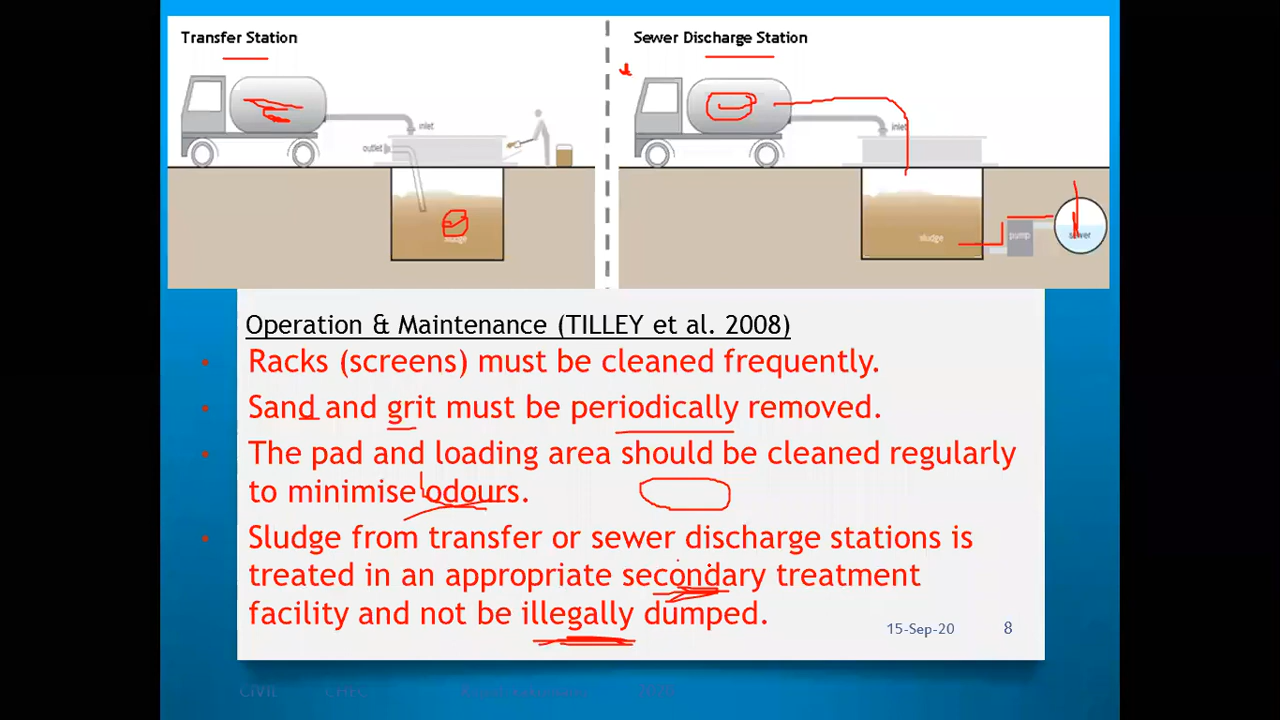 Transfer Station
Sewer Discharge Station
inlet
outlet
sludge
inlet
sludge
pump
sewer
Operation & Maintenance (TILLEY et al. 2008)
• Racks (screens) must be cleaned frequently.
• Sand and grit must be periodically removed.
• The pad and loading area should be cleaned regularly
to minimise odours.
• Sludge from transfer or sewer discharge stations is
treated in an appropriate secondary treatment
facility and not be illegally dumped.
15-Sep-20 8
CIVIL